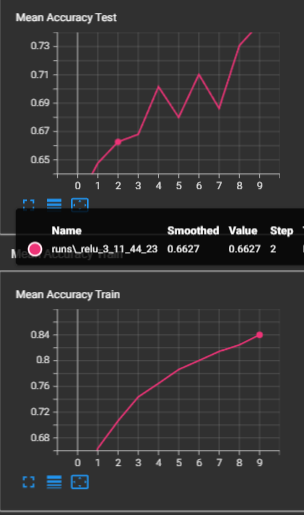 Mean Accuracy Test
0.73
0.71
0.69
0.67
0.65
0 1 2 3 4 5 6 7 8 9
Name Smoothed Value Step
runs\_relu_3_11_44_23 0.6627 0.6627 2
Mean Accuracy Train
Mean Accuracy Train
0.84
0.8
0.76
0.72
0.68
0 1 2 3 4 5 6 7 8 9